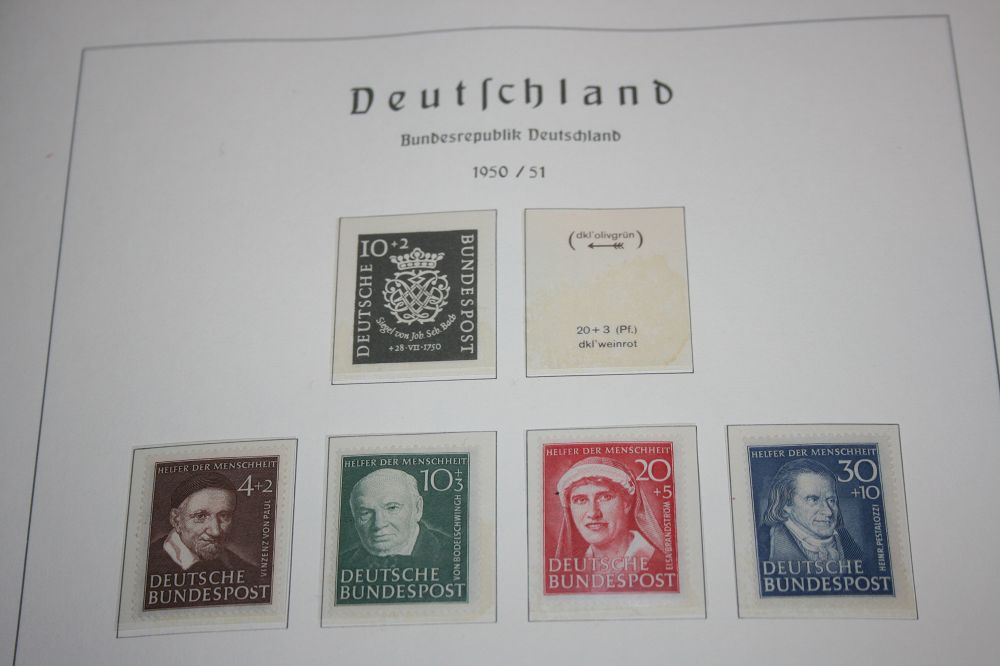 Deutſchland
Bundesrepublik Deutschland
1950 / 51
10+2
DEUTSCHE
BUNDESPOST
Siegel von Joh. Seb. Bach
+28·VII·1750
(dkl'olivgrün)
20+3 (Pf.)
dkl'weinrot
HELFER DER MENSCHHEIT
4+2
VINZENZ VON PAUL
DEUTSCHE
BUNDESPOST
HELFER DER MENSCHHEIT
10+3
VON BODELSCHWINGH
DEUTSCHE
BUNDESPOST
HELFER DER MENSCHHEIT
20+5
ELSA BRANDSTRÖM
DEUTSCHE
BUNDESPOST
HELFER DER MENSCHHEIT
30+10
HEINR. PESTALOZZI
DEUTSCHE
BUNDESPOST